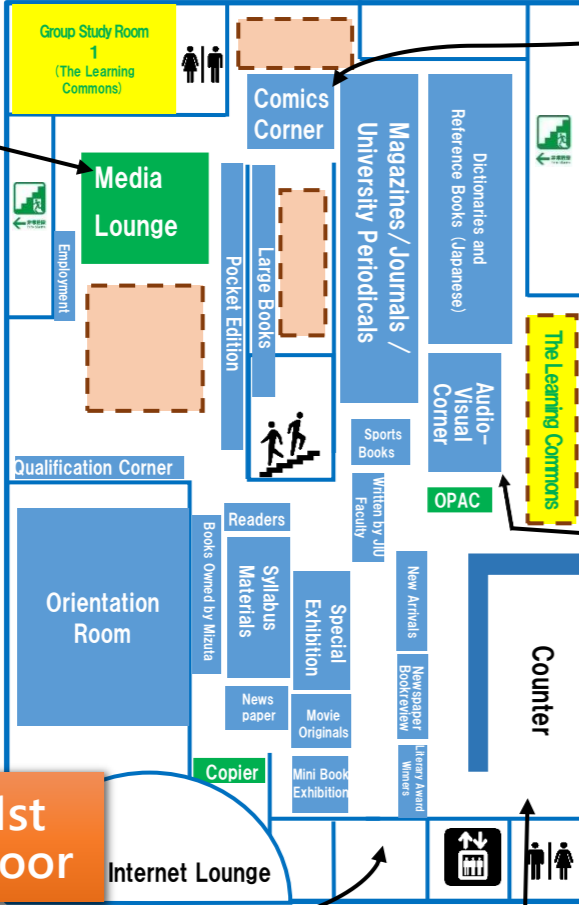 Group Study Room
1
(The Learning
Commons)
Comics
Corner
Magazines/Journals /
University Periodicals
Dictionaries and
Reference Books (Japanese)
Media
Lounge
Employment
Pocket Edition
Large Books
The Learning Commons
Audio-
Visual
Corner
Sports
Books
Qualification Corner
Written by JIU
Faculty
OPAC
Readers
Orientation
Room
Books Owned by Mizuta
Syllabus
Materials
Special
Exhibition
New Arrivals
Counter
News
paper
Movie
Originals
Newspaper
Bookreview
Copier
Mini Book
Exhibition
Literary Award
Winners
1st
oor
Internet Lounge